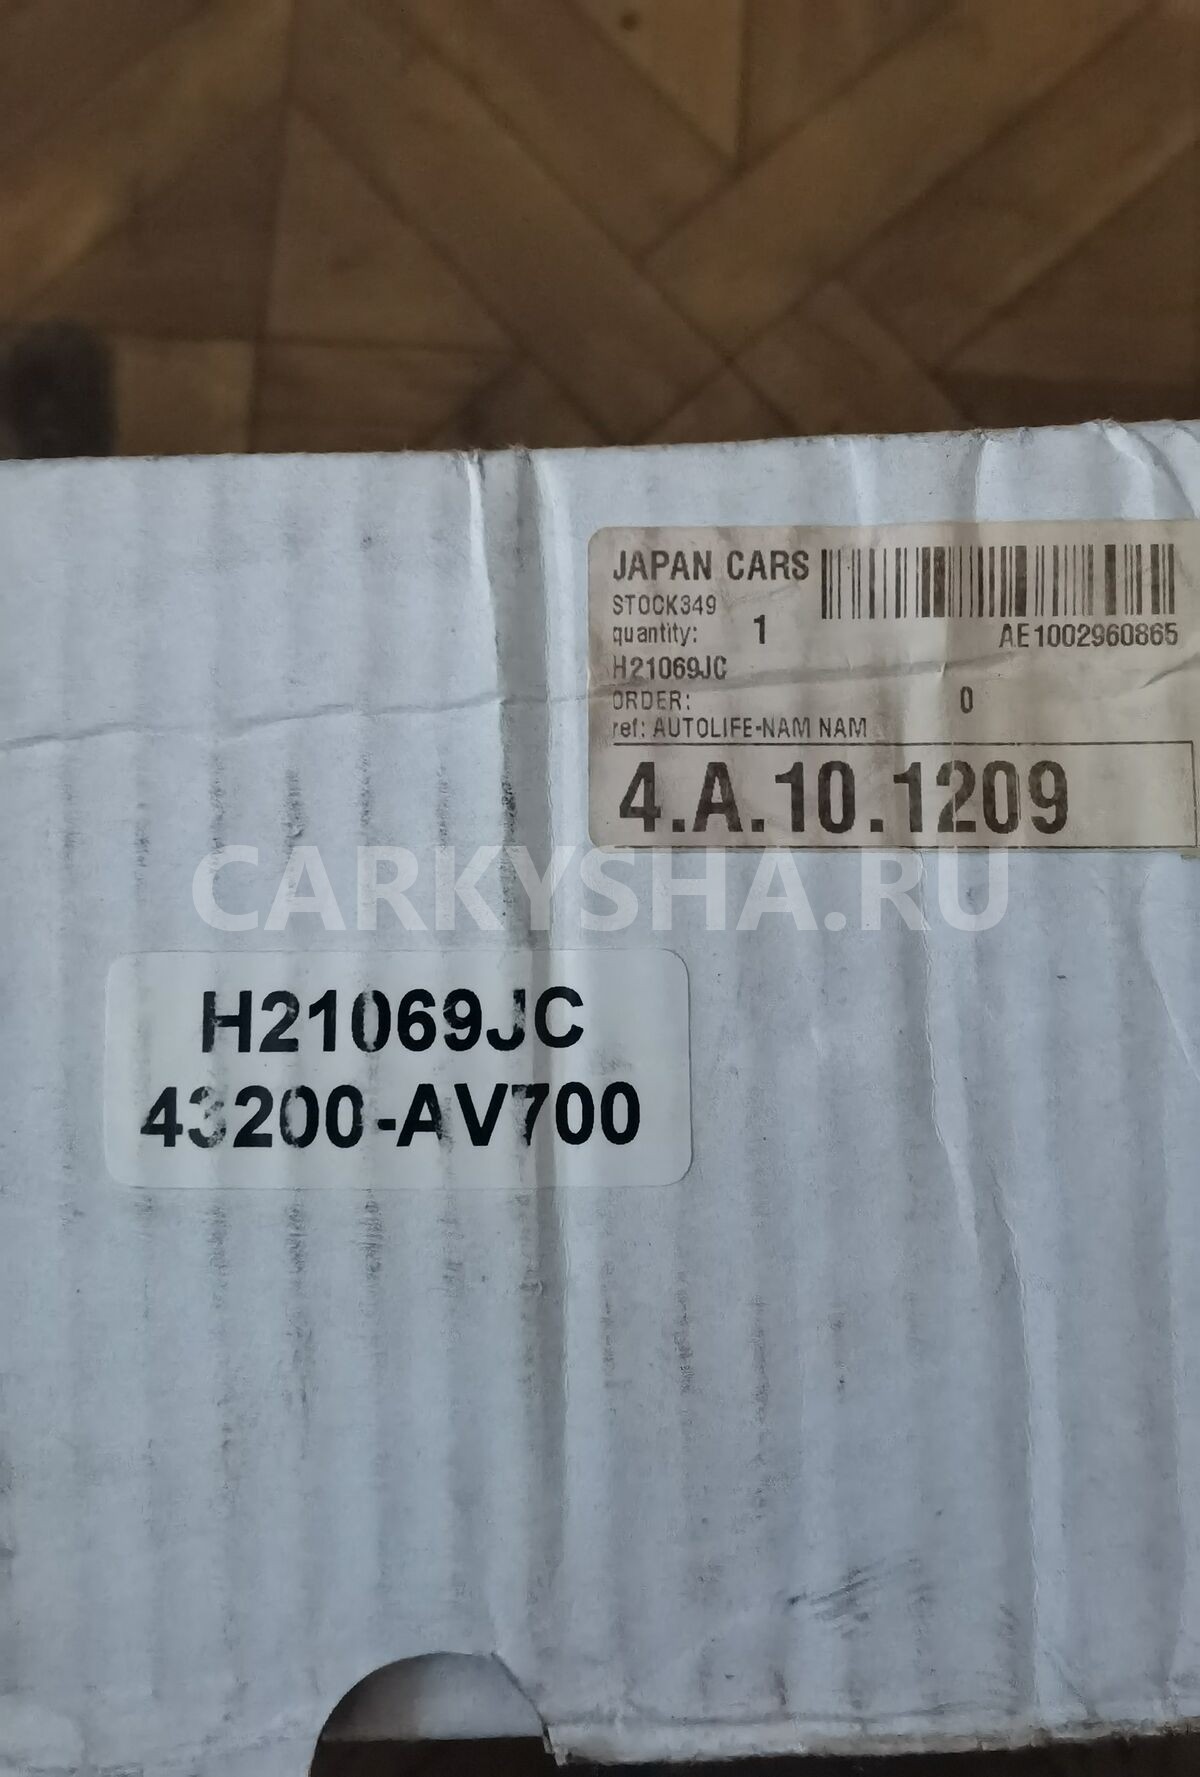 JAPAN CARS
STOCK349
quantity: 1
AE1002960865
H21069JC
ORDER: 0
ref: AUTOLIFE-NAM NAM
4.A.10.1209
CARKYSHA.RU
H21069JC
43200-AV700